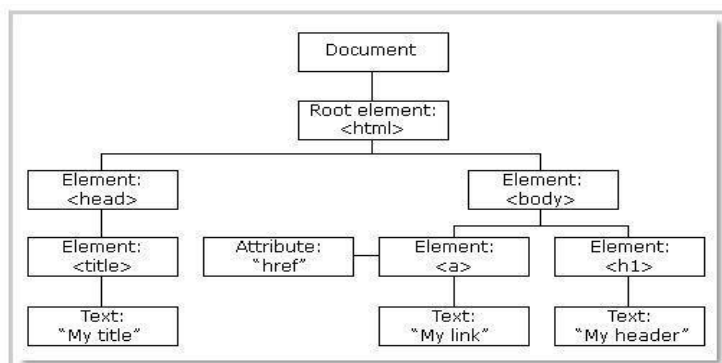 Document
Root element:
<html>
Element:
<head>
Element:
<body>
Element:
<title>
Attribute:
"href"
Element:
<a>
Element:
<h1>
Text:
"My title"
Text:
"My link"
Text:
"My header"